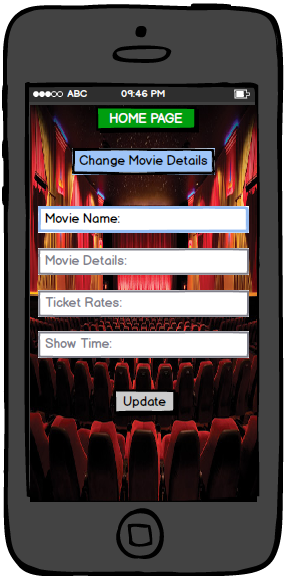 ABC 09:46 PM
HOME PAGE
Change Movie Details
Movie Name:
Movie Details:
Ticket Rates:
Show Time:
Update